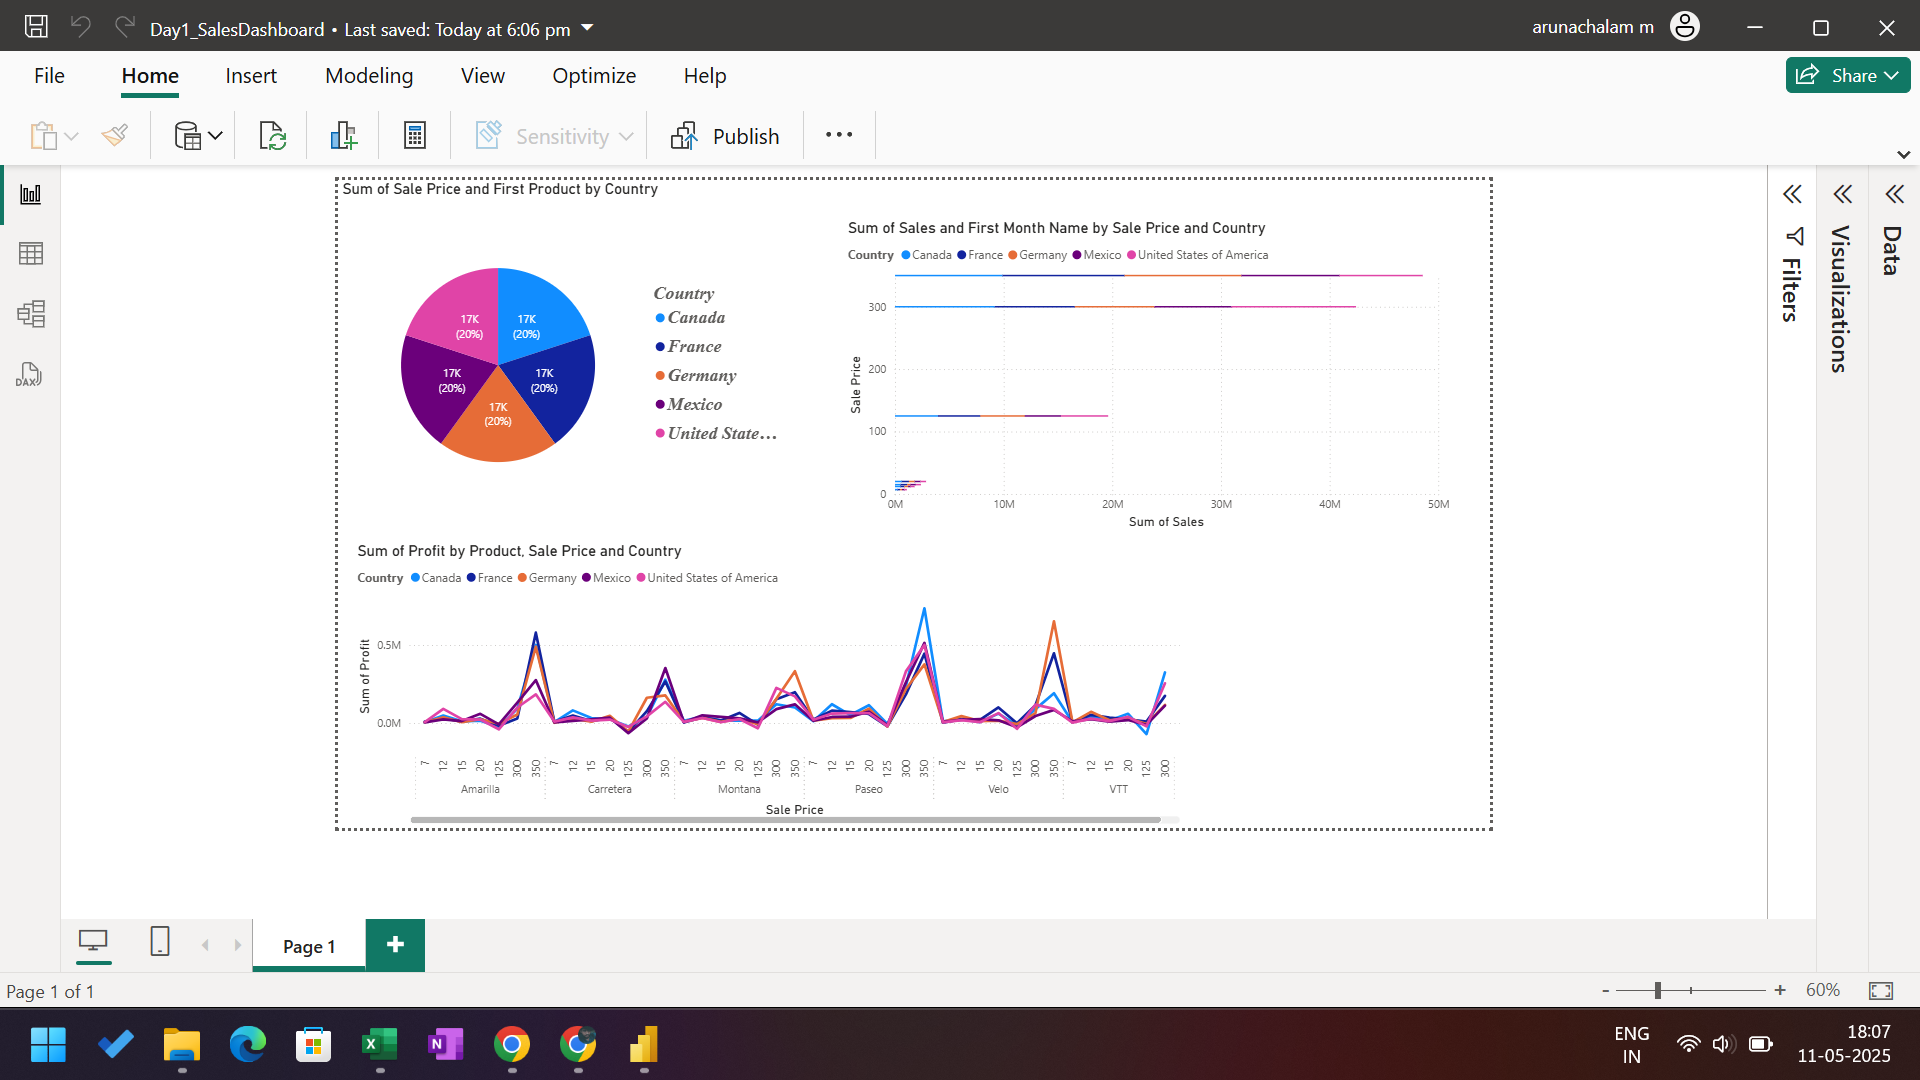 Day1_SalesDashboard • Last saved: Today at 6:06 pm
arunachalam m
File Home Insert Modeling View Optimize Help
Share
Sensitivity
Publish
Sum of Sale Price and First Product by Country
17K (20%)
17K (20%)
17K (20%)
17K (20%)
17K (20%)
Country
Canada
France
Germany
Mexico
United State...
Sum of Sales and First Month Name by Sale Price and Country
Country Canada France Germany Mexico United States of America
Sale Price
300
200
100
0
0M 10M 20M 30M 40M 50M
Sum of Sales
Sum of Profit by Product, Sale Price and Country
Country Canada France Germany Mexico United States of America
Sum of Profit
0.5M
0.0M
7 12 15 20 125 300 350 7 12 15 20 125 300 350 7 12 15 20 125 300 350 7 12 15 20 125 300 350 7 12 15 20 125 300 350 7 12 15 20 125 300
Amarilla Carretera Montana Paseo Velo VTT
Sale Price
Filters
Visualizations
Data
DAX
Page 1
Page 1 of 1
- + 60%
X
N
ENG
IN
18:07
11-05-2025